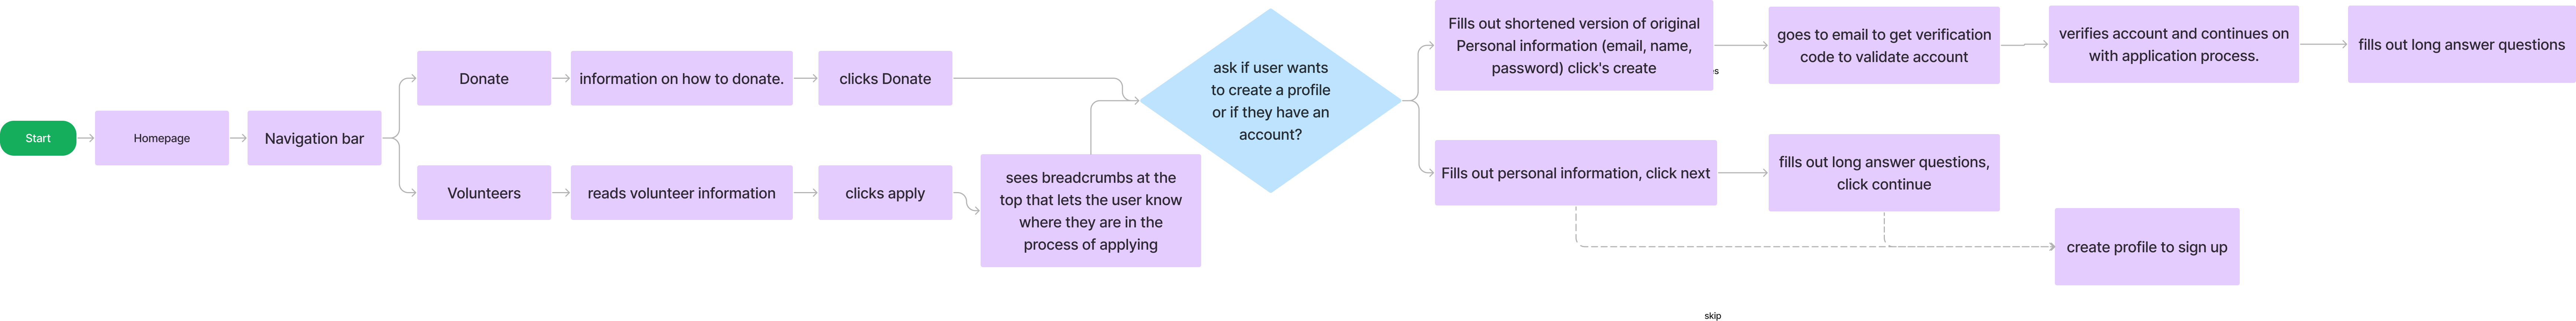 Start
Homepage
Navigation bar
Donate
information on how to donate.
clicks Donate
Volunteers
reads volunteer information
clicks apply
sees breadcrumbs at the
top that lets the user know
where they are in the
process of applying
ask if user wants
to create a profile
or if they have an
account?
Fills out shortened version of original
Personal information (email, name,
password) click's create
goes to email to get verification
code to validate account
verifies account and continues on
with application process.
fills out long answer questions
Fills out personal information, click next
fills out long answer questions,
click continue
create profile to sign up
skip